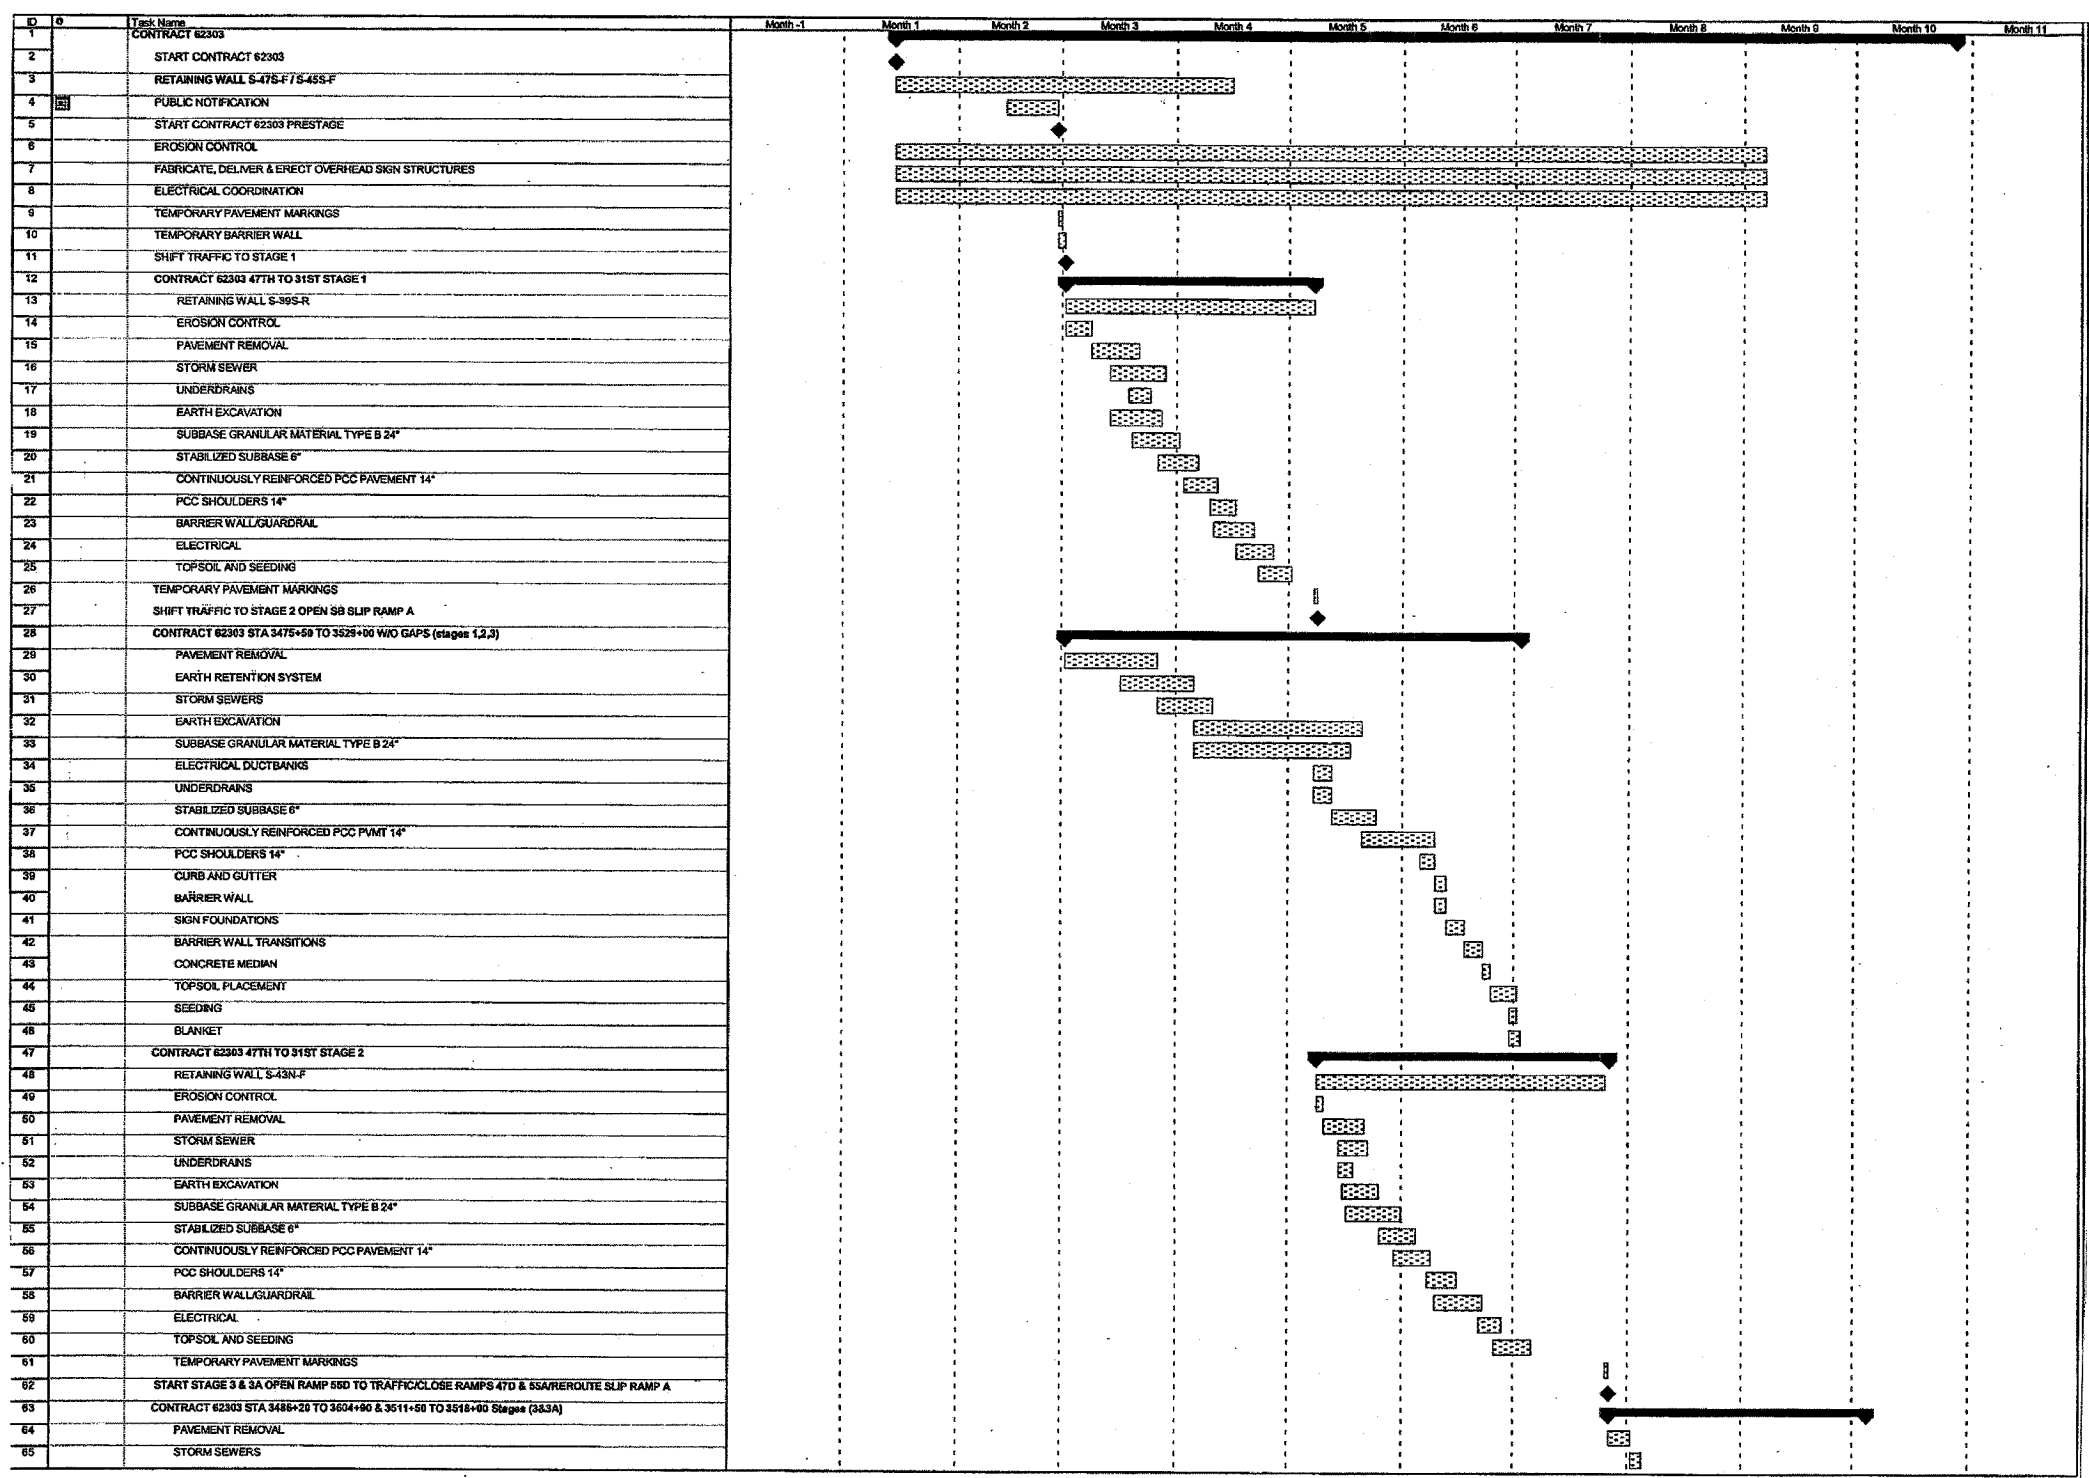 ID Task Name Month -1 Month 1 Month 2 Month 3 Month 4 Month 5 Month 6 Month 7 Month 8 Month 9 Month 10 Month 11
1 CONTRACT 62303
2 START CONTRACT 62303
3 RETAINING WALL S-47S-F / S-45S-F
4 PUBLIC NOTIFICATION
5 START CONTRACT 62303 PRESTAGE
6 EROSION CONTROL
7 FABRICATE, DELIVER & ERECT OVERHEAD SIGN STRUCTURES
8 ELECTRICAL COORDINATION
9 TEMPORARY PAVEMENT MARKINGS
10 TEMPORARY BARRIER WALL
11 SHIFT TRAFFIC TO STAGE 1
12 CONTRACT 62303 47TH TO 31ST STAGE 1
13 RETAINING WALL S-39S-R
14 EROSION CONTROL
15 PAVEMENT REMOVAL
16 STORM SEWER
17 UNDERDRAINS
18 EARTH EXCAVATION
19 SUBBASE GRANULAR MATERIAL TYPE B 24"
20 STABILIZED SUBBASE 6"
21 CONTINUOUSLY REINFORCED PCC PAVEMENT 14"
22 PCC SHOULDERS 14"
23 BARRIER WALL/GUARDRAIL
24 ELECTRICAL
25 TOPSOIL AND SEEDING
26 TEMPORARY PAVEMENT MARKINGS
27 SHIFT TRAFFIC TO STAGE 2 OPEN SB SLIP RAMP A
28 CONTRACT 62303 STA 3475+50 TO 3529+00 W/O GAPS (stages 1,2,3)
29 PAVEMENT REMOVAL
30 EARTH RETENTION SYSTEM
31 STORM SEWERS
32 EARTH EXCAVATION
33 SUBBASE GRANULAR MATERIAL TYPE B 24"
34 ELECTRICAL DUCTBANKS
35 UNDERDRAINS
36 STABILIZED SUBBASE 6"
37 CONTINUOUSLY REINFORCED PCC PVMT 14"
38 PCC SHOULDERS 14"
39 CURB AND GUTTER
40 BARRIER WALL
41 SIGN FOUNDATIONS
42 BARRIER WALL TRANSITIONS
43 CONCRETE MEDIAN
44 TOPSOIL PLACEMENT
45 SEEDING
46 BLANKET
47 CONTRACT 62303 47TH TO 31ST STAGE 2
48 RETAINING WALL S-43N-F
49 EROSION CONTROL
50 PAVEMENT REMOVAL
51 STORM SEWER
52 UNDERDRAINS
53 EARTH EXCAVATION
54 SUBBASE GRANULAR MATERIAL TYPE B 24"
55 STABILIZED SUBBASE 6"
56 CONTINUOUSLY REINFORCED PCC PAVEMENT 14"
57 PCC SHOULDERS 14"
58 BARRIER WALL/GUARDRAIL
59 ELECTRICAL
60 TOPSOIL AND SEEDING
61 TEMPORARY PAVEMENT MARKINGS
62 START STAGE 3 & 3A OPEN RAMP 55D TO TRAFFIC/CLOSE RAMPS 47D & 55A/REROUTE SLIP RAMP A
63 CONTRACT 62303 STA 3486+20 TO 3504+90 & 3511+50 TO 3518+00 Stages (3&3A)
64 PAVEMENT REMOVAL
65 STORM SEWERS